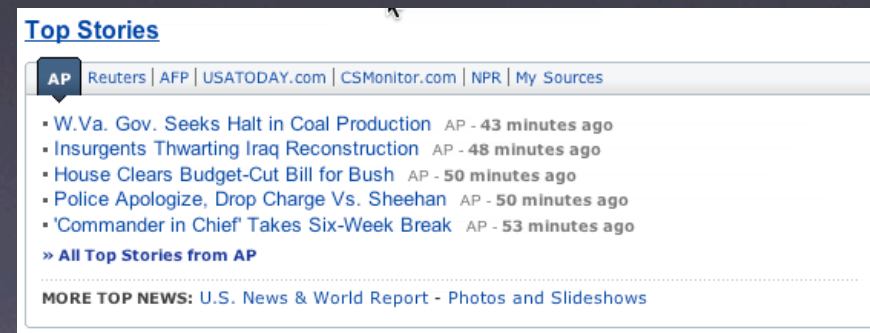 Top Stories
AP Reuters | AFP | USATODAY.com | CSMonitor.com | NPR | My Sources
▪ W.Va. Gov. Seeks Halt in Coal Production AP - 43 minutes ago
▪ Insurgents Thwarting Iraq Reconstruction AP - 48 minutes ago
▪ House Clears Budget-Cut Bill for Bush AP - 50 minutes ago
▪ Police Apologize, Drop Charge Vs. Sheehan AP - 50 minutes ago
▪ 'Commander in Chief' Takes Six-Week Break AP - 53 minutes ago
» All Top Stories from AP
MORE TOP NEWS: U.S. News & World Report - Photos and Slideshows